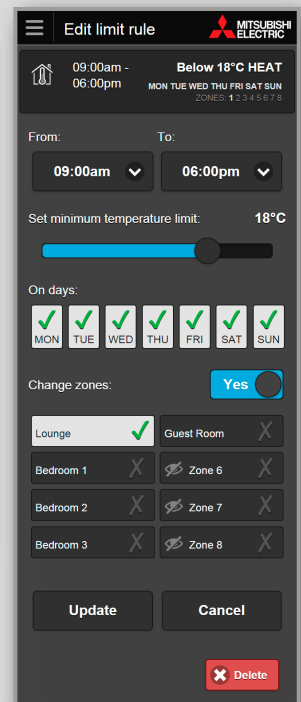 Edit limit rule
MITSUBISHI
ELECTRIC
09:00am -
06:00pm
Below 18°C HEAT
MON TUE WED THU FRI SAT SUN
ZONES: 1 2 3 4 5 6 7 8
From:
To:
09:00am
06:00pm
Set minimum temperature limit:
18°C
On days:
MON
TUE
WED
THU
FRI
SAT
SUN
Change zones:
Yes
Lounge
Guest Room
Bedroom 1
Zone 6
Bedroom 2
Zone 7
Bedroom 3
Zone 8
Update
Cancel
Delete